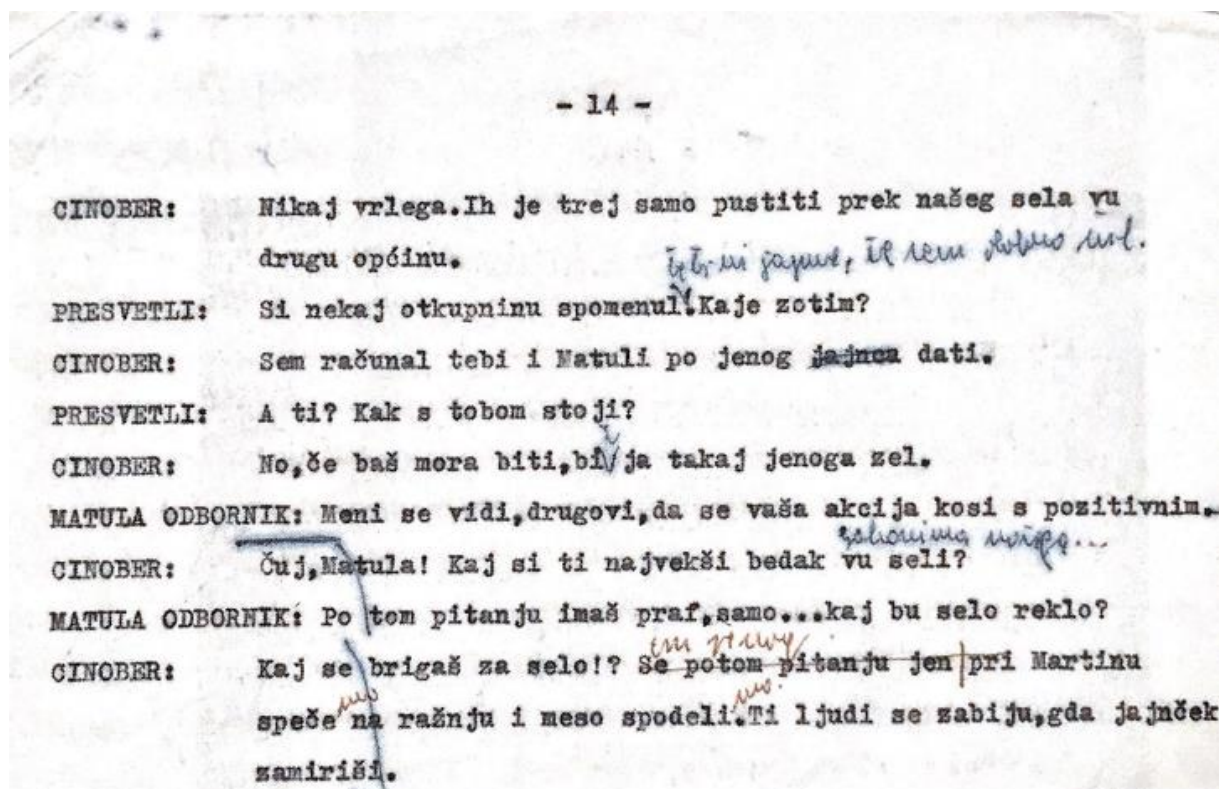 - 14 -
CINOBER: Nikaj vrlega.Ih je trej samo pustiti prek našeg sela vu
drugu općinu.
PRESVETLI: Si nekaj otkupninu spomenul.Kaje zotim?
CINOBER: Sem računal tebi i Matuli po jenog jajnca dati.
PRESVETLI: A ti? Kak s tobom stoji?
CINOBER: No,če baš mora biti,bi ja takaj jenoga zel.
MATULA ODBORNIK: Meni se vidi,drugovi,da se vaša akcija kosi s pozitivnim.
zakonima
CINOBER: Čuj,Matula! Kaj si ti najvekši bedak vu seli?
MATULA ODBORNIK: Po tom pitanju imaš praf,samo...kaj bu selo reklo?
CINOBER: Kaj se brigaš za selo!? Se potom pitanju jen pri Martinu
speče na ražnju i meso spodeli.Ti ljudi se zabiju,gda jajnček
zamiriši.